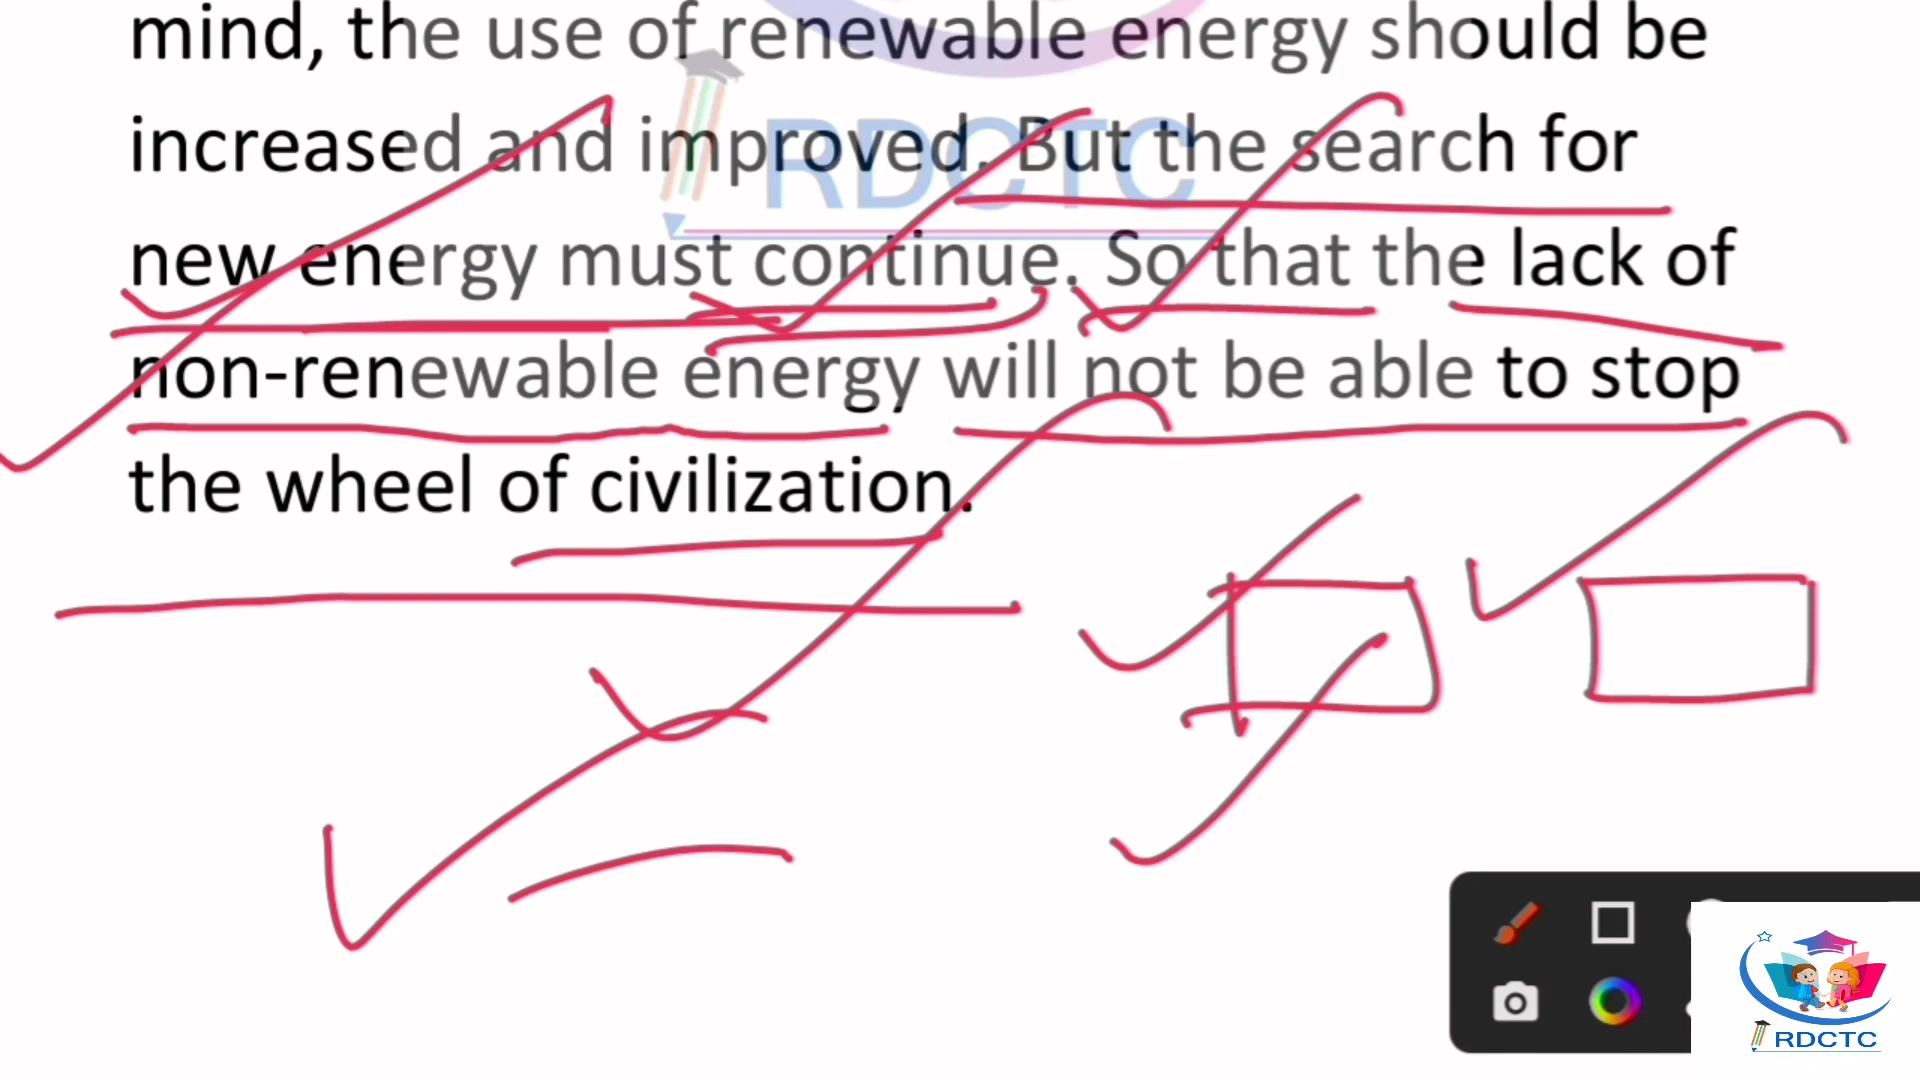 mind, the use of renewable energy should be
increased and improved. But the search for
RDCTC
new energy must continue. So that the lack of
non-renewable energy will not be able to stop
the wheel of civilization.
RDCTC